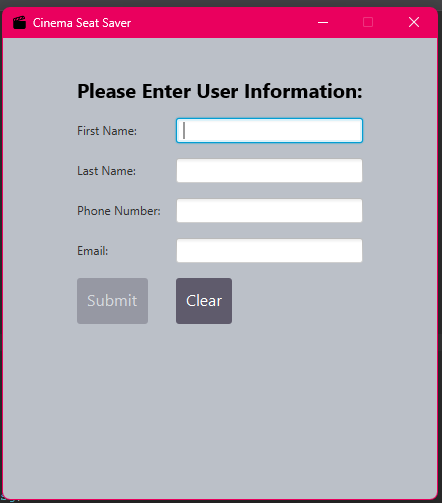 Cinema Seat Saver
Please Enter User Information:
First Name:
Last Name:
Phone Number:
Email:
Submit Clear